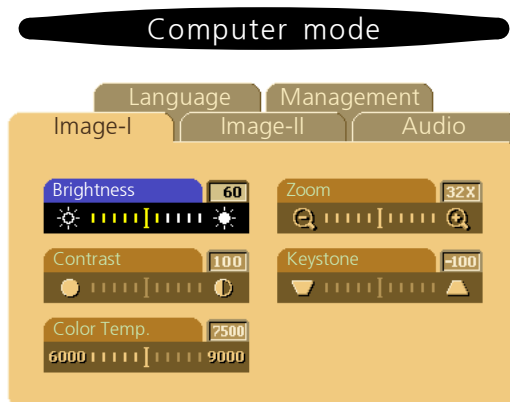 Computer mode
Language Management
Image-I Image-II Audio
Brightness 60
Zoom 32X
Contrast 100
Keystone -100
Color Temp. 7500
6000 9000